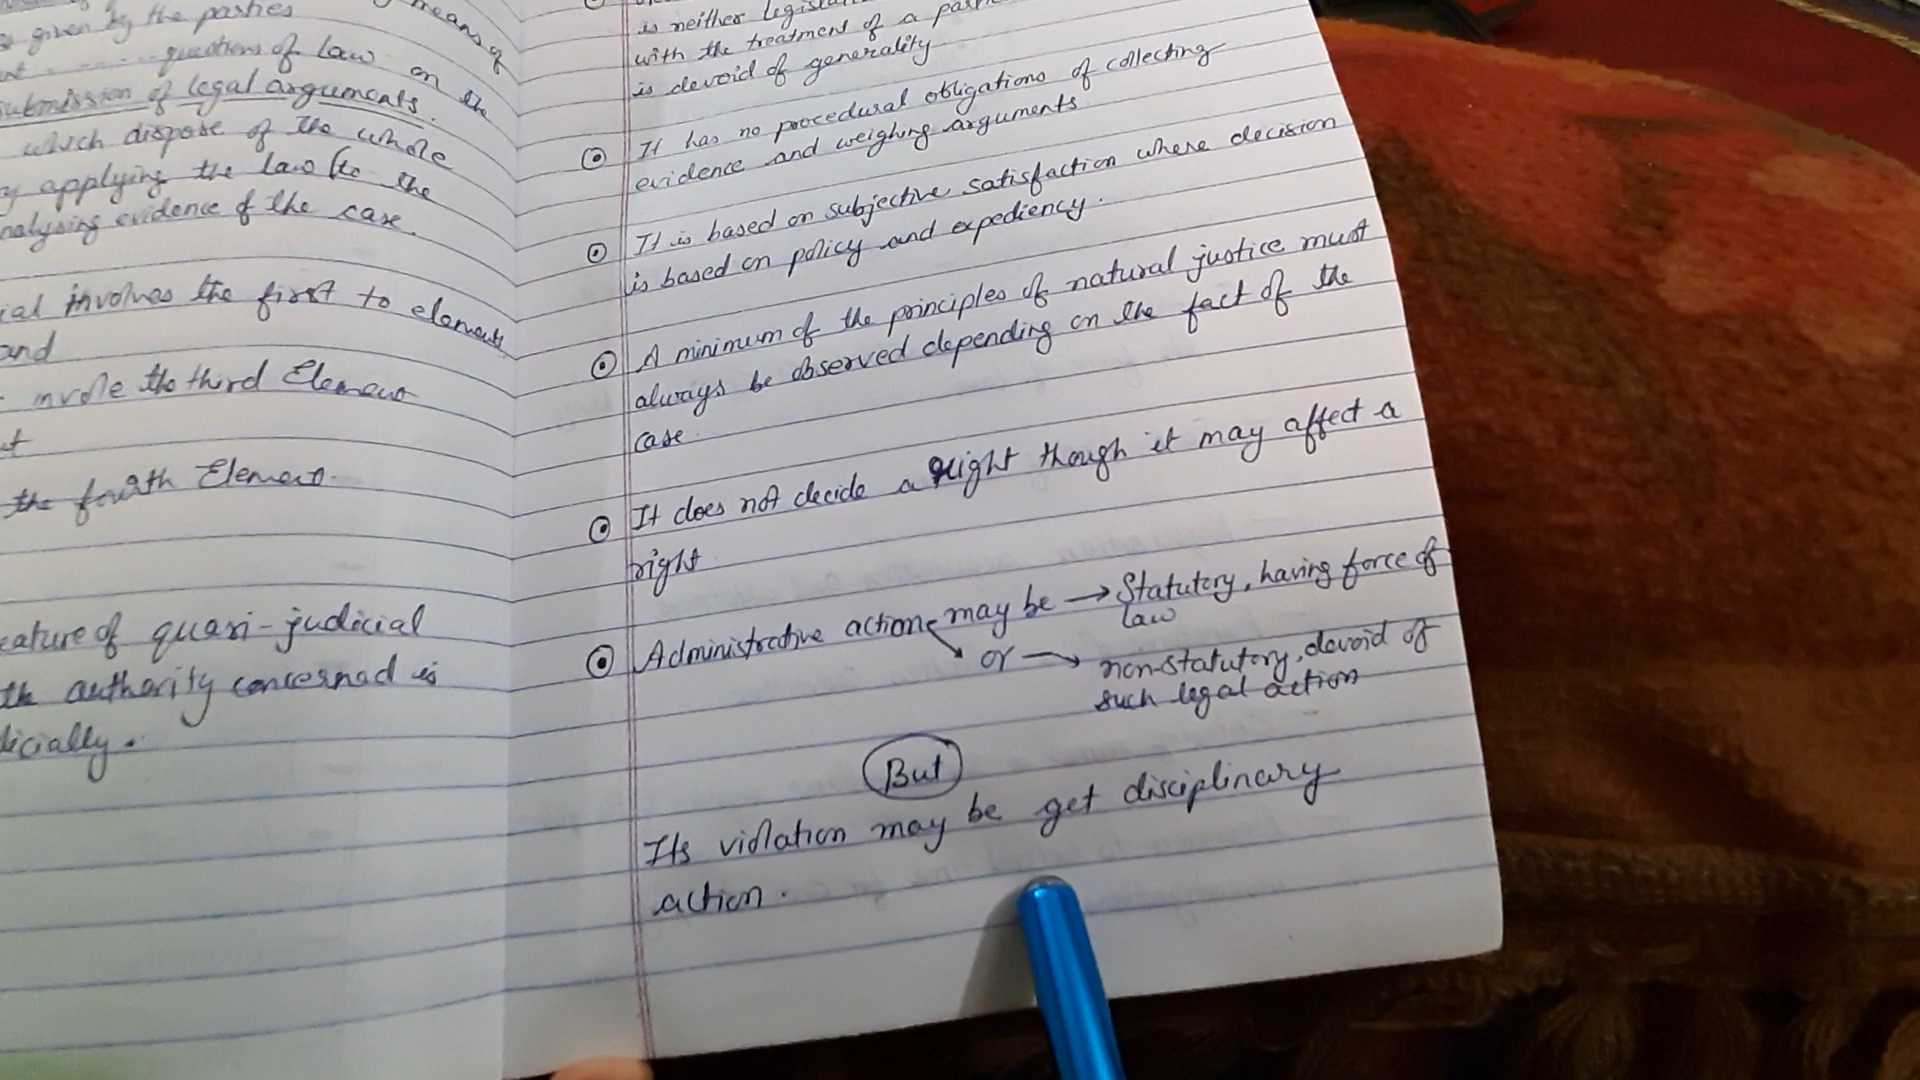 given by the parties
means of
questions of law on the
submission of legal arguments.
which dispose of the whole
applying the law to the
nalysing evidence of the case.
ial involves the first to elements
and
the third Element
the fourth Element.
eature of quasi-judicial
the authority concerned is
dicially.
is neither
with the treatment of a
is devoid of generality
It has no procedural obligations of collecting
evidence and weighing arguments
It is based on subjective satisfaction where decision
is based on policy and expediency.
A minimum of the principles of natural justice must
always be observed depending on the fact of the
case.
It does not decide a right though it may affect a
right.
Administrative actions may be → Statutory, having force of
law
or → non-statutory, devoid of
such legal action
But
Its violation may be get disciplinary
action.